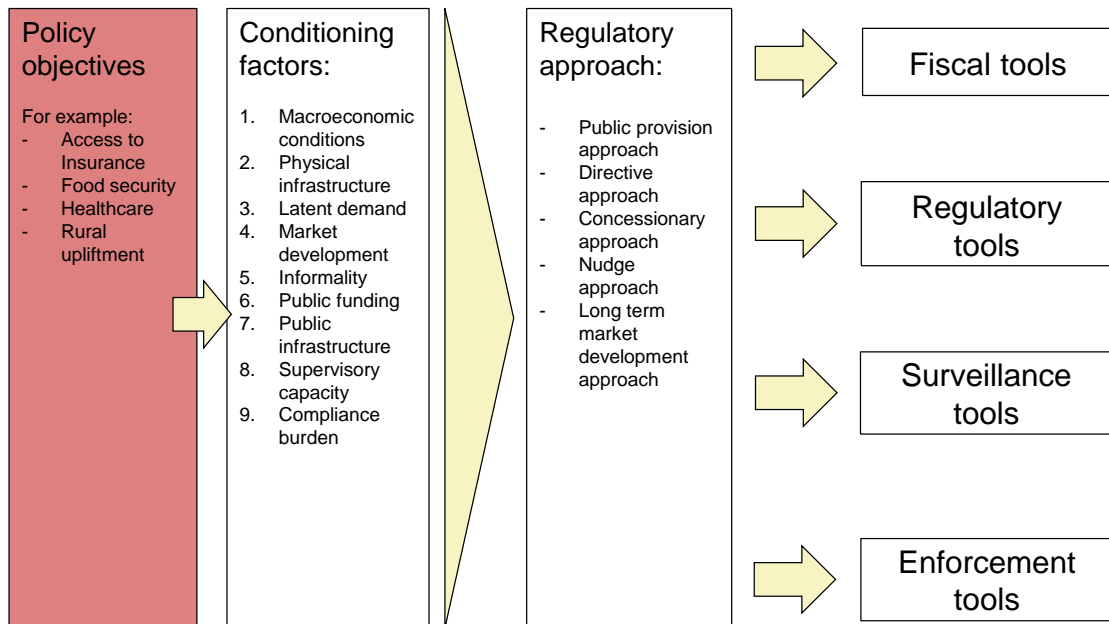 Policy
objectives
For example:
- Access to
Insurance
- Food security
- Healthcare
- Rural
upliftment
Conditioning
factors:
1. Macroeconomic
conditions
2. Physical
infrastructure
3. Latent demand
4. Market
development
5. Informality
6. Public funding
7. Public
infrastructure
8. Supervisory
capacity
9. Compliance
burden
Regulatory
approach:
- Public provision
approach
- Directive
approach
- Concessionary
approach
- Nudge
approach
- Long term
market
development
approach
Fiscal tools
Regulatory
tools
Surveillance
tools
Enforcement
tools